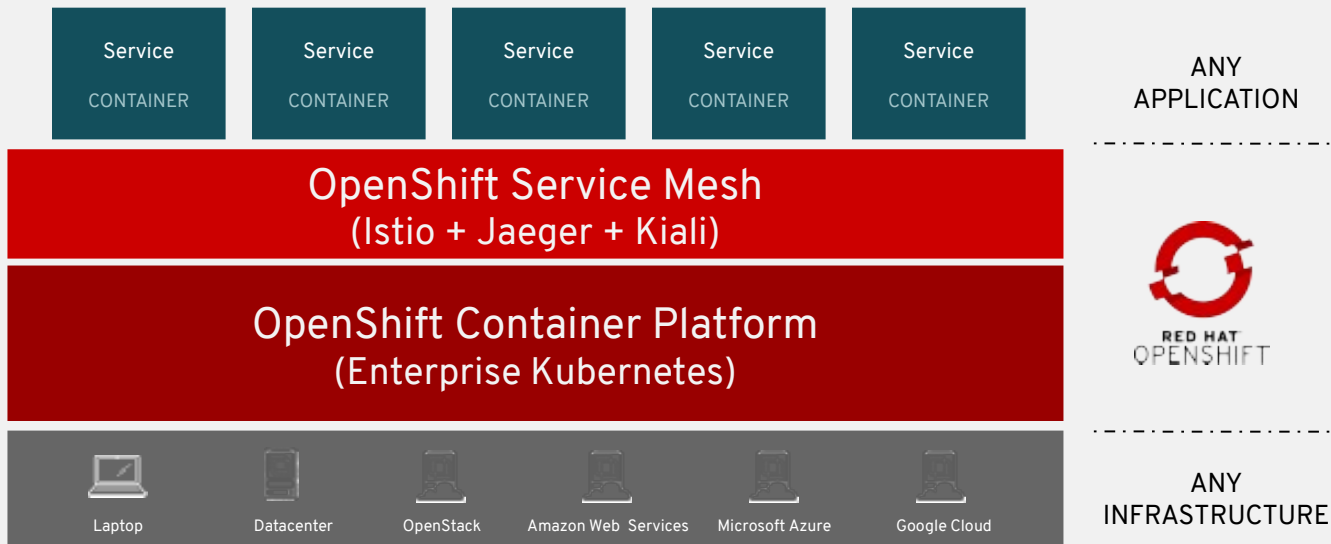 Service
CONTAINER
Service
CONTAINER
Service
CONTAINER
Service
CONTAINER
Service
CONTAINER
ANY
APPLICATION
OpenShift Service Mesh
(Istio + Jaeger + Kiali)
OpenShift Container Platform
(Enterprise Kubernetes)
RED HAT
OPENSHIFT
Laptop
Datacenter
OpenStack
Amazon Web Services
Microsoft Azure
Google Cloud
ANY
INFRASTRUCTURE